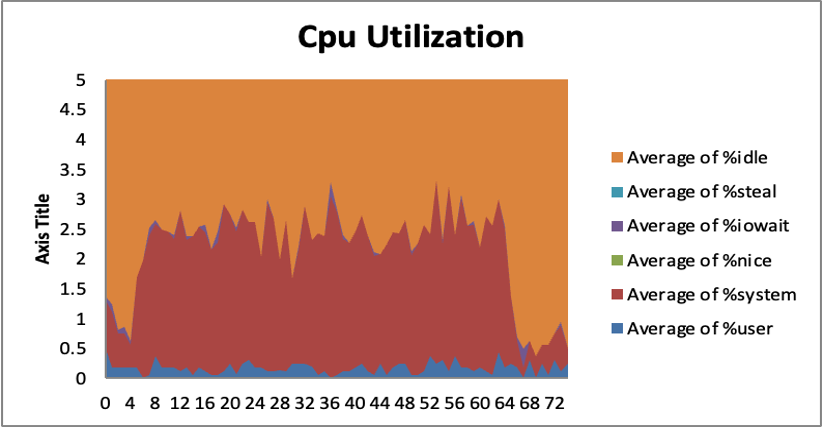 Cpu Utilization
5
4.5
4
3.5
3
2.5
2
1.5
1
0.5
0
Axis Title
0 4 8 12 16 20 24 28 32 36 40 44 48 52 56 60 64 68 72
Average of %idle
Average of %steal
Average of %iowait
Average of %nice
Average of %system
Average of %user